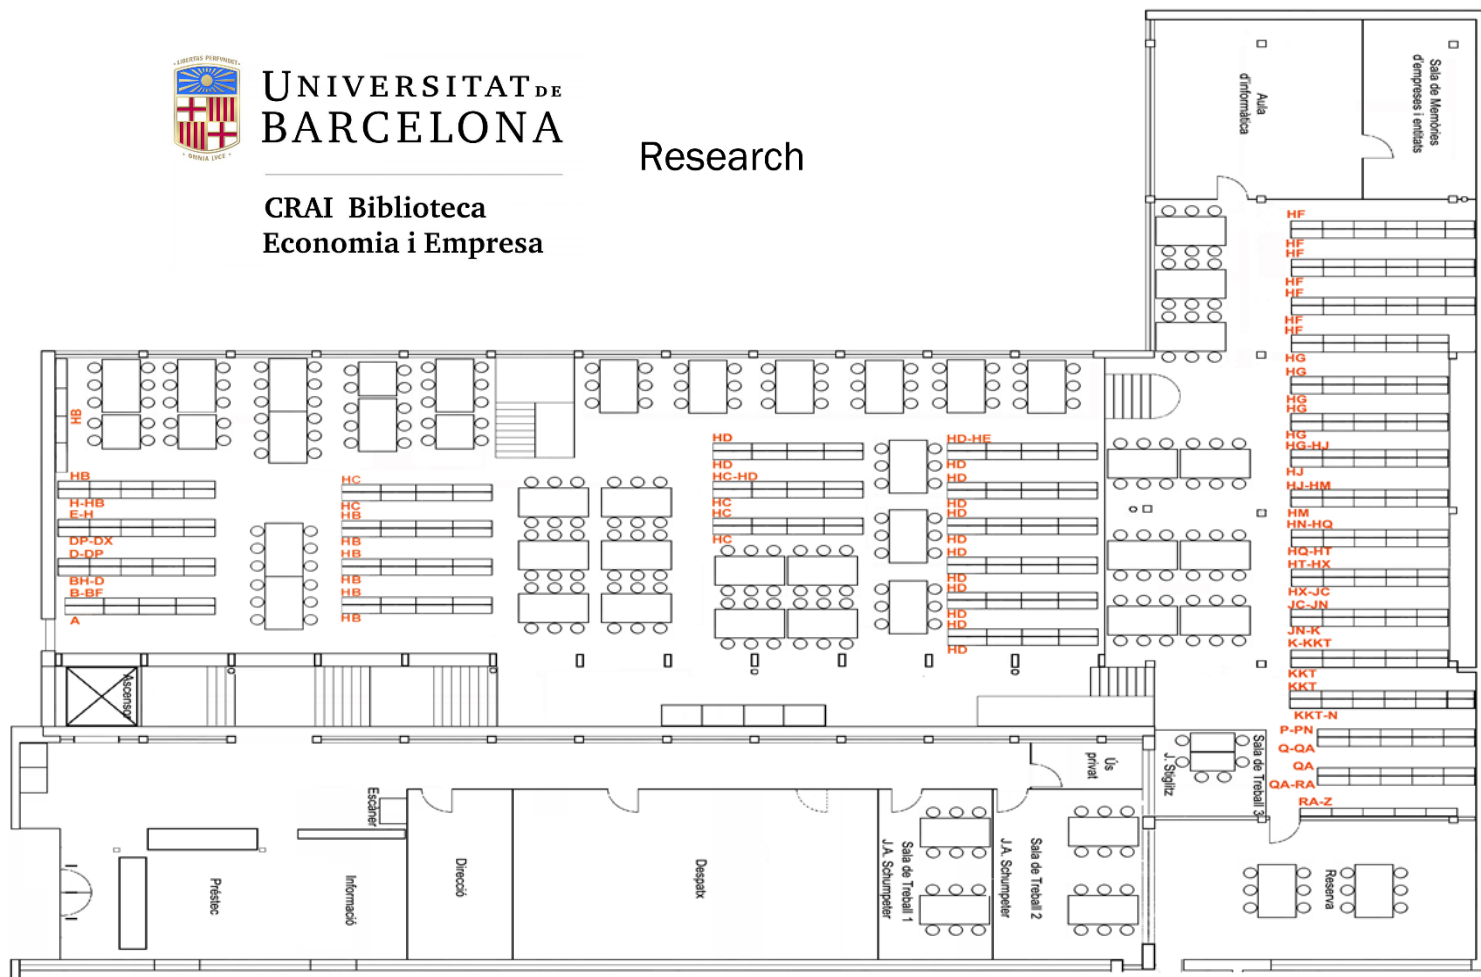 LIBERTAS PERFUNDET
OMNIA LUCE
UNIVERSITAT DE
BARCELONA
CRAI Biblioteca
Economia i Empresa
Research
Aula
d'informàtica
Sala de Memòries
d'empreses i entitats
HF
HF
HF
HF
HF
HF
HF
HG
HG
HG
HG
HG
HG-HJ
HJ
HJ-HM
HM
HN-HQ
HQ-HT
HT-HX
HX-JC
JC-JN
JN-K
K-KKT
KKT
KKT
KKT-N
P-PN
Q-QA
QA
QA-RA
RA-Z
HB
HB
H-HB
E-H
DP-DX
D-DP
BH-D
B-BF
A
HC
HC
HB
HB
HB
HB
HB
HB
HD
HD
HC-HD
HC
HC
HC
HD-HE
HD
HD
HD
HD
HD
HD
HD
HD
HD
HD
HD
Ascensor
Escàner
Préstec
Informació
Direcció
Despatx
Sala de Treball 1
J.A. Schumpeter
Sala de Treball 2
J.A. Schumpeter
Ús
privat
Sala de Treball 3
J. Stiglitz
Reserva